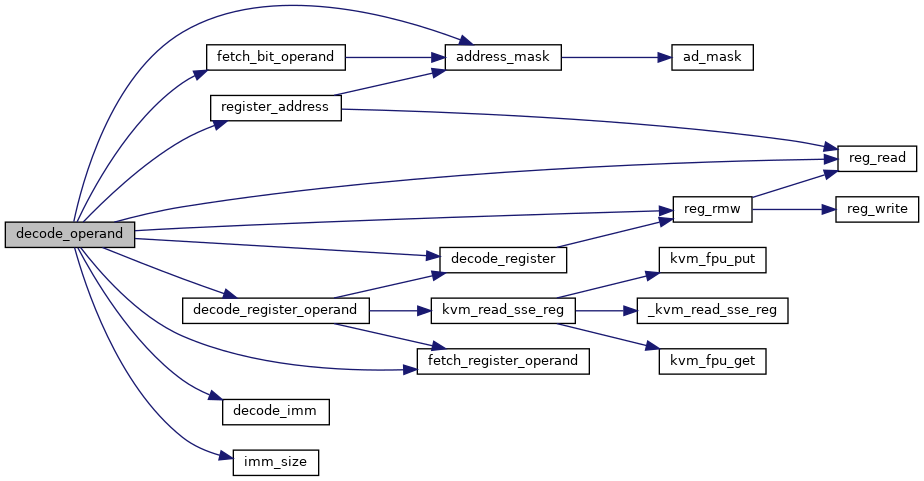 fetch_bit_operand
address_mask
ad_mask
register_address
reg_read
reg_rmw
reg_write
decode_operand
decode_register
kvm_fpu_put
decode_register_operand
kvm_read_sse_reg
_kvm_read_sse_reg
fetch_register_operand
kvm_fpu_get
decode_imm
imm_size